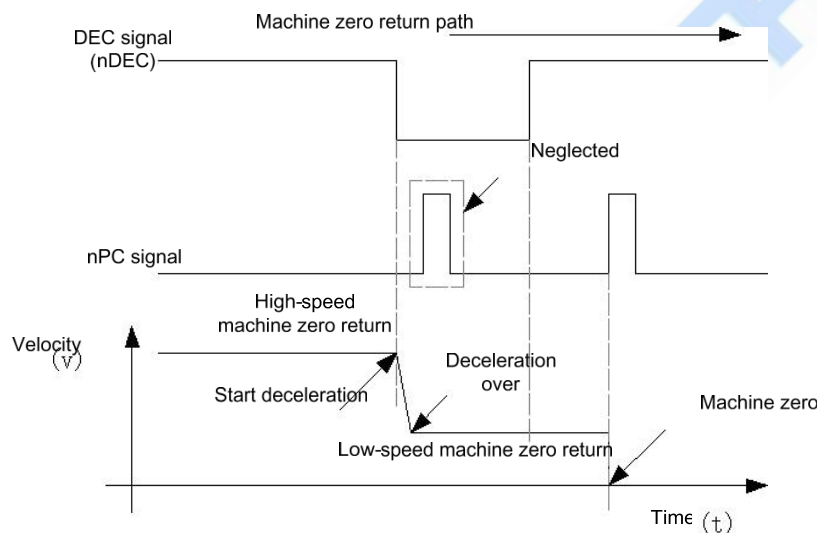 Machine zero return path
DEC signal
(nDEC)
Neglected
nPC signal
High-speed
machine zero return
Velocity
(v)
Deceleration
over
Start deceleration
Machine zero
Low-speed machine zero return
Time (t)